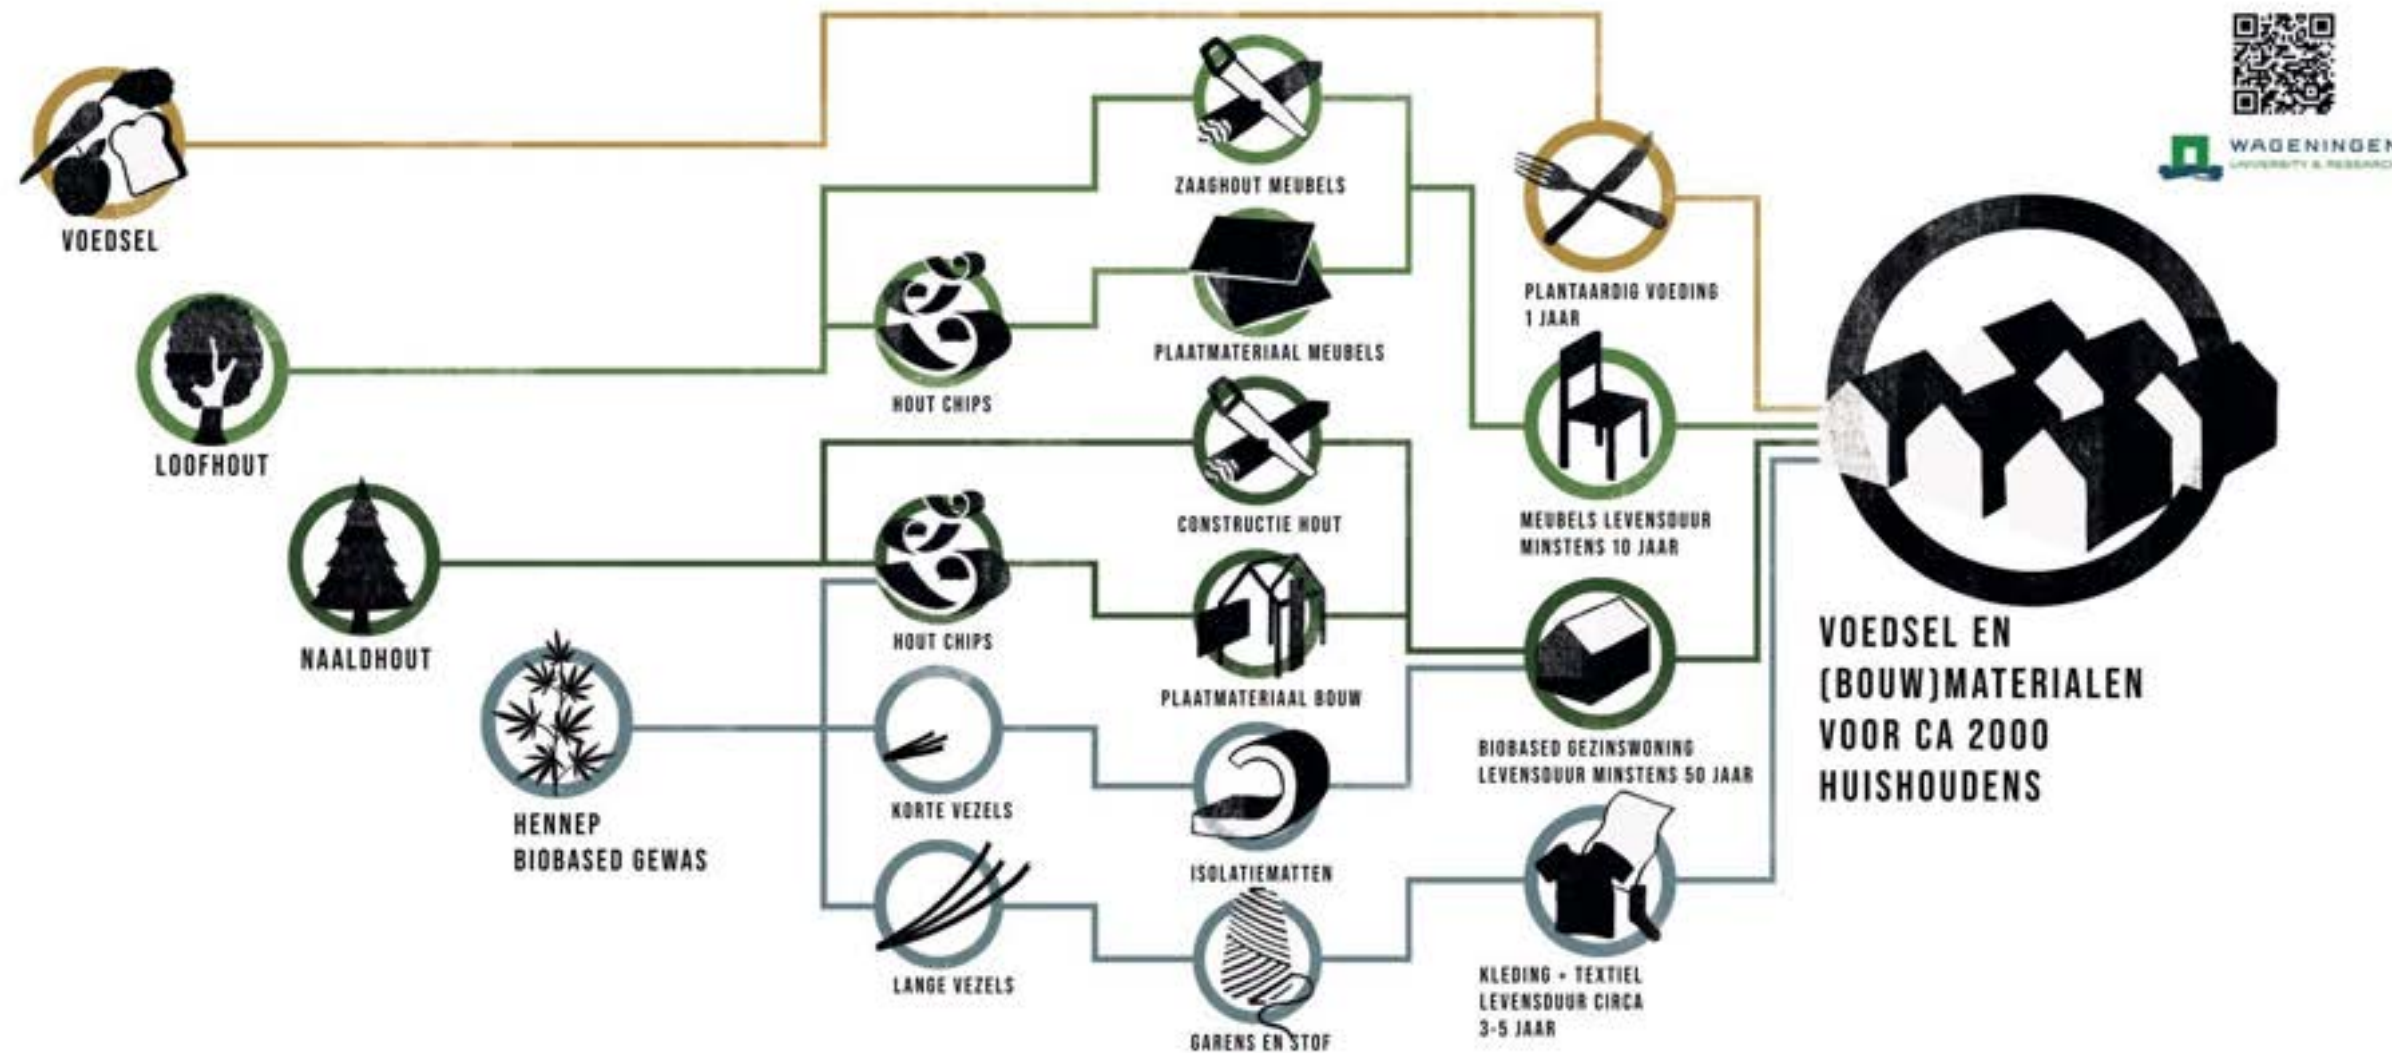 WAGENINGEN
UNIVERSITY & RESEARCH
VOEDSEL
LOOFHOUT
NAALDHOUT
HENNEP
BIOBASED GEWAS
HOUT CHIPS
HOUT CHIPS
KORTE VEZELS
LANGE VEZELS
ZAAGHOUT MEUBELS
PLAATMATERIAAL MEUBELS
CONSTRUCTIE HOUT
PLAATMATERIAAL BOUW
ISOLATIEMATTEN
GARENS EN STOF
PLANTAARDIG VOEDING
1 JAAR
MEUBELS LEVENSDUUR
MINSTENS 10 JAAR
BIOBASED GEZINSWONING
LEVENSDUUR MINSTENS 50 JAAR
KLEDING + TEXTIEL
LEVENSDUUR CIRCA
3-5 JAAR
VOEDSEL EN
(BOUW)MATERIALEN
VOOR CA 2000
HUISHOUDENS